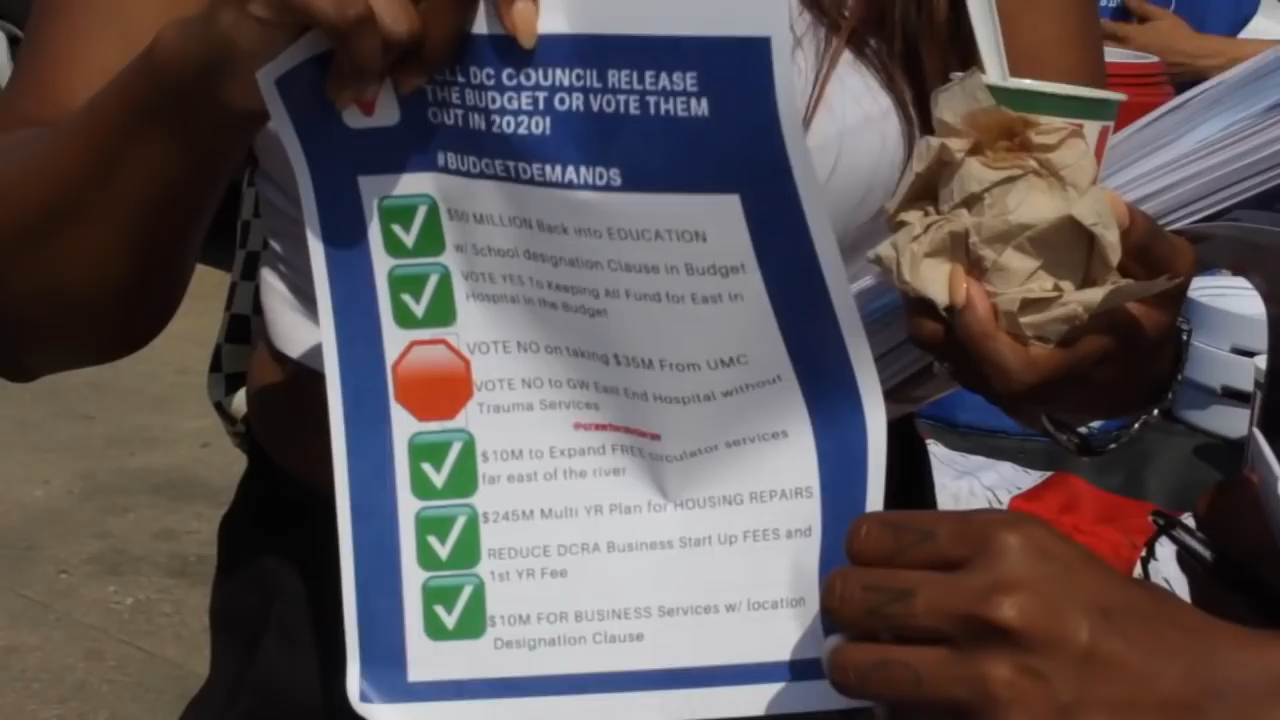 DC COUNCIL RELEASE
THE BUDGET OR VOTE THEM
OUT IN 2020!
#BUDGETDEMANDS
$50 MILLION Back into EDUCATION
w/ School designation Clause in Budget
VOTE YES To Keeping All Fund for East In
Hospital in the Budget
VOTE NO on taking $35M From UMC
VOTE NO to GW East End Hospital without
Trauma Services
$10M to Expand FREE circulator services
far east of the river
$245M Multi YR Plan for HOUSING REPAIRS
REDUCE DCRA Business Start Up FEES and
1st YR Fee
$10M FOR BUSINESS Services w/ location
Designation Clause